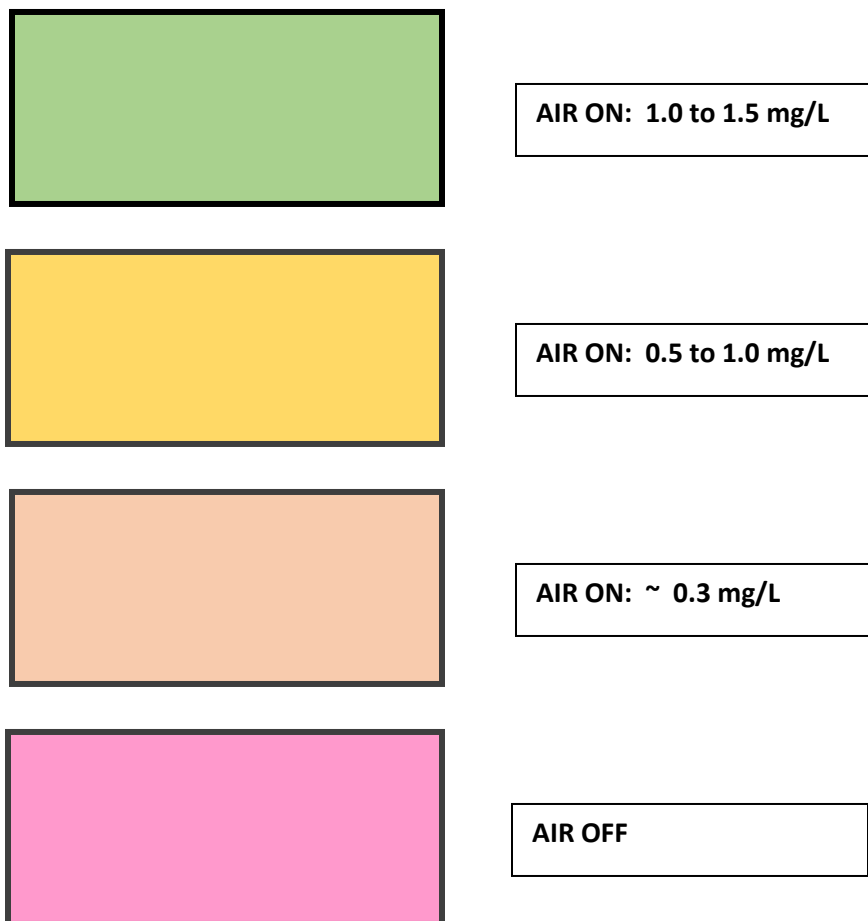 AIR ON:  1.0 to 1.5 mg/L
AIR ON:  0.5 to 1.0 mg/L
AIR ON:  ~  0.3 mg/L
AIR OFF